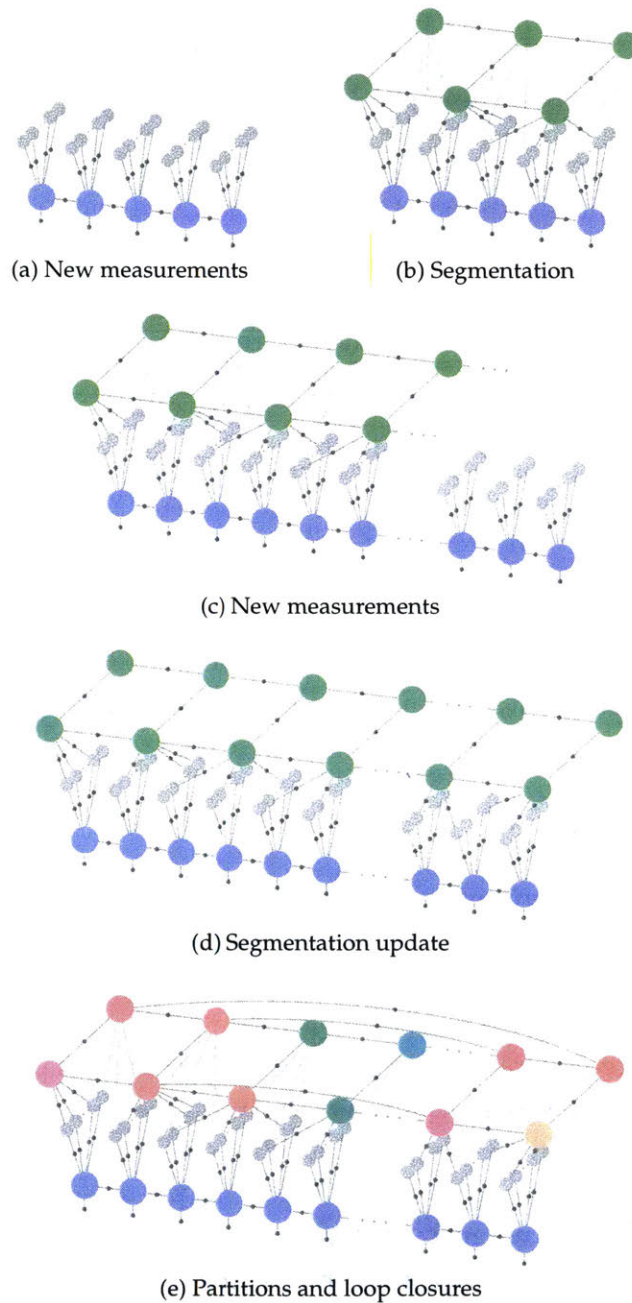 (a) New measurements
(b) Segmentation
(c) New measurements
(d) Segmentation update
(e) Partitions and loop closures